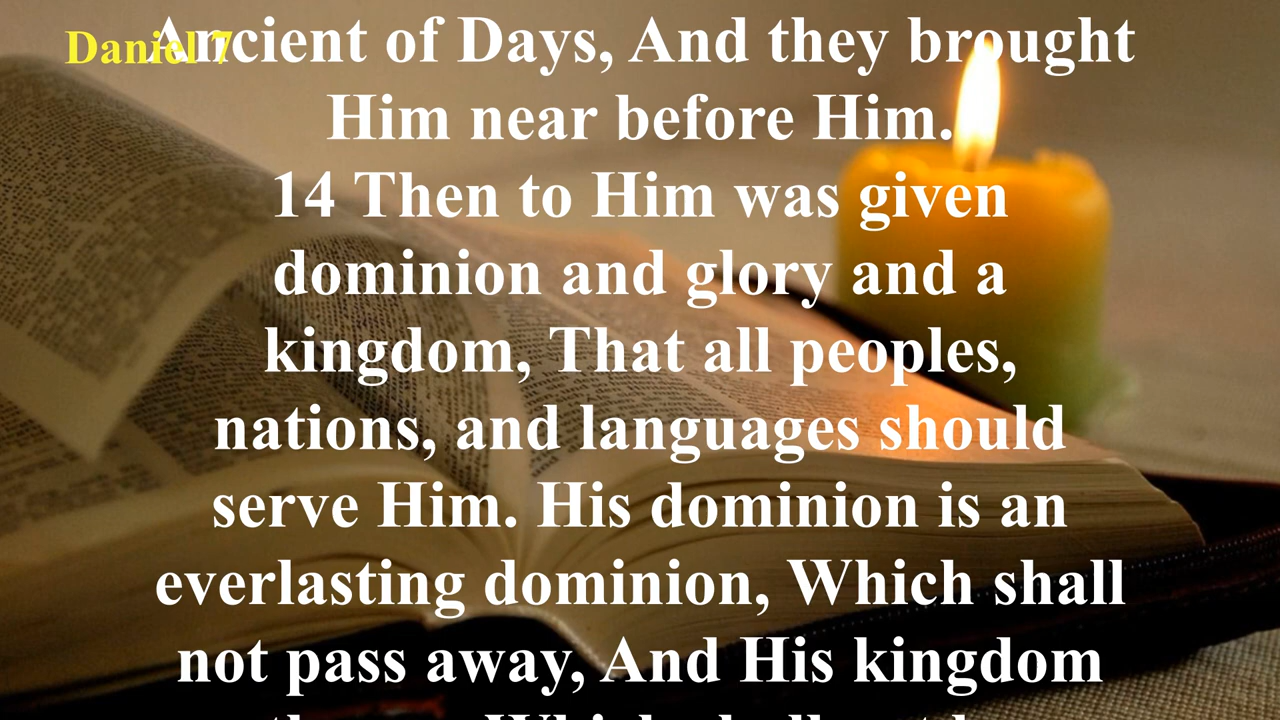 Daniel 7
Ancient of Days, And they brought
Him near before Him.
14 Then to Him was given
dominion and glory and a
kingdom, That all peoples,
nations, and languages should
serve Him. His dominion is an
everlasting dominion, Which shall
not pass away, And His kingdom